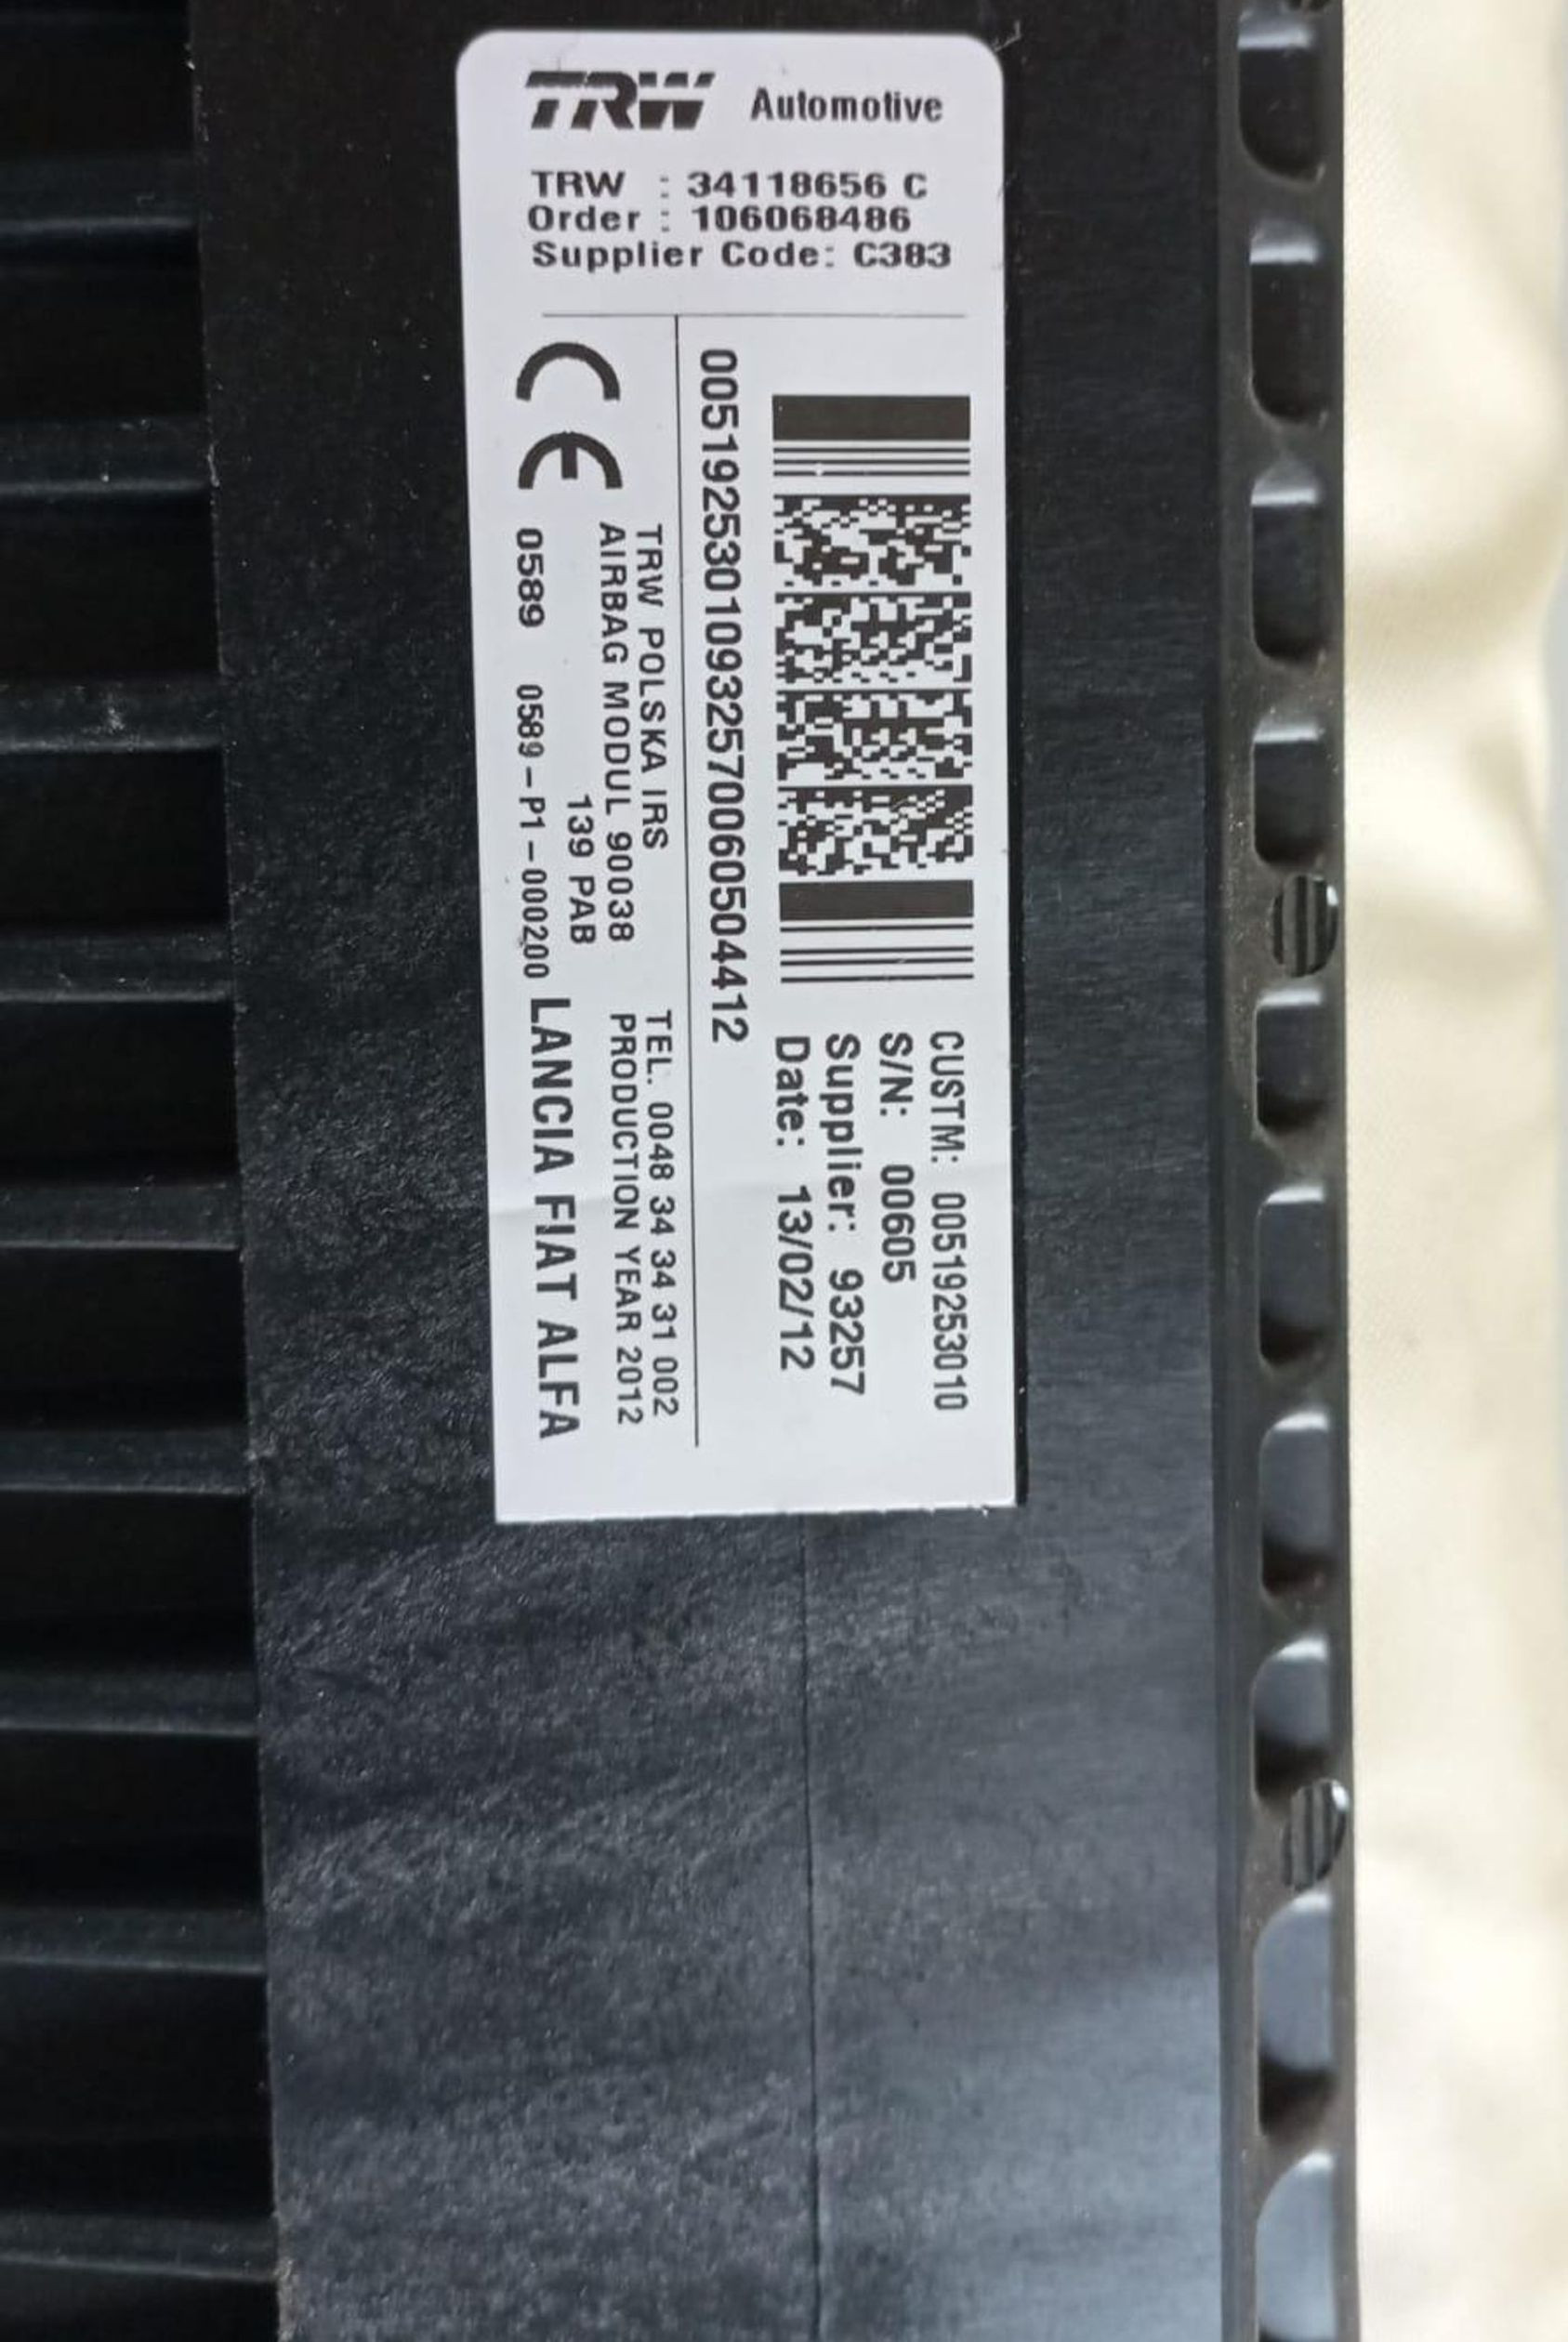 TRW Automotive
TRW : 34118656 C
Order : 106068486
Supplier Code: C383
CUSTM: 00519253010
S/N: 00605
Supplier: 93257
Date: 13/02/12
00519253010932570060504412
TRW POLSKA IRS TEL. 0048 34 34 31 002
AIRBAG MODUL 90038 PRODUCTION YEAR 2012
139 PAB
CE 0589 0589-P1-000200 LANCIA FIAT ALFA